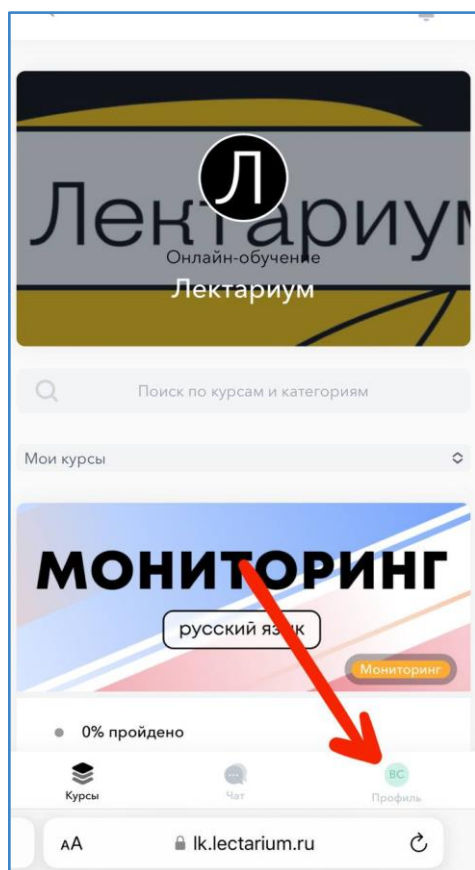 Лектариум
Л
Онлайн-обучение
Лектариум
Поиск по курсам и категориям
Мои курсы
МОНИТОРИНГ
русский язык
Мониторинг
0% пройдено
ВС
Курсы
Чат
Профиль
AA
lk.lectarium.ru